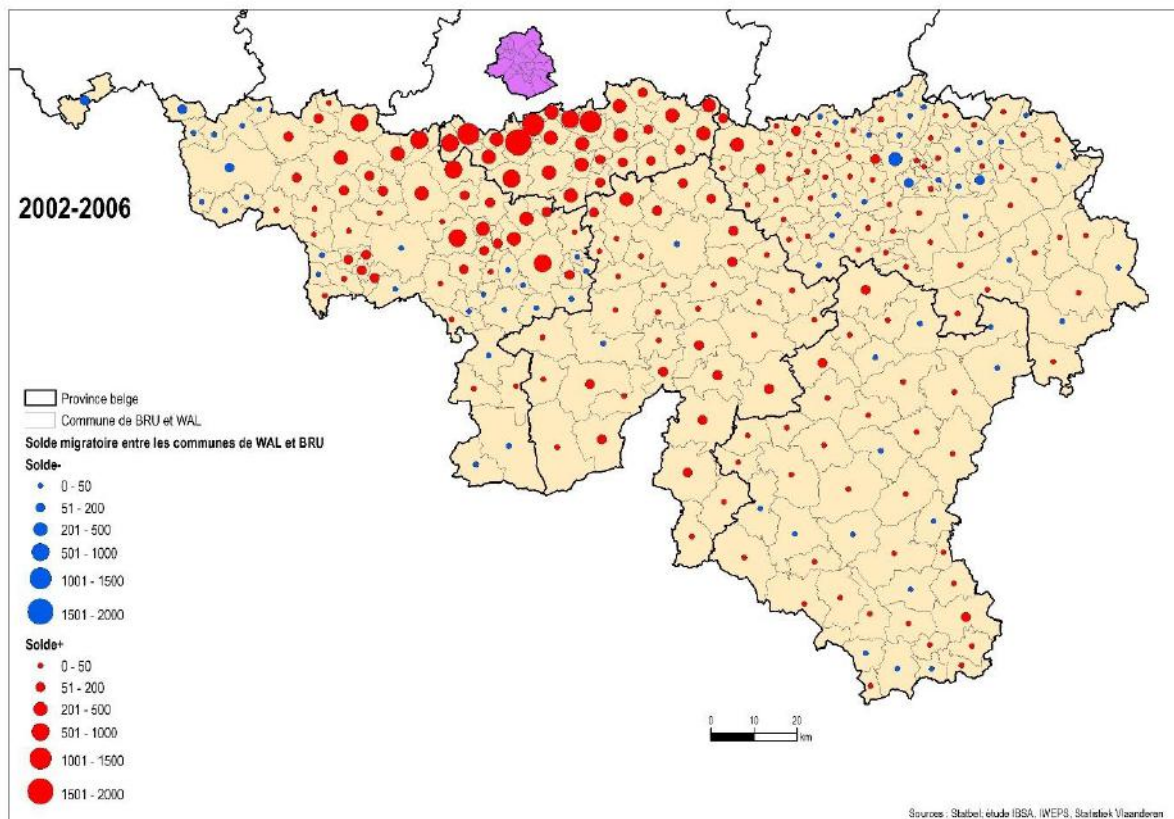 2002-2006
Province belge
Commune de BRU et WAL
Solde migratoire entre les communes de WAL et BRU
Solde-
0 - 50
51 - 200
201 - 500
501 - 1000
1001 - 1500
1501 - 2000
Solde+
0 - 50
51 - 200
201 - 500
501 - 1000
1001 - 1500
1501 - 2000
0 10 20
km
Sources : Statbel; étude IBSA, IWEPS, Statistiek Vlaanderen